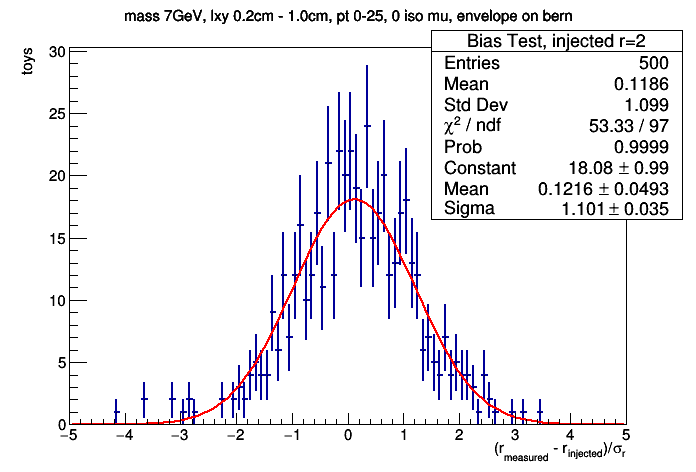 mass 7GeV, lxy 0.2cm - 1.0cm, pt 0-25, 0 iso mu, envelope on bern
Bias Test, injected r=2
Entries 500
Mean 0.1186
Std Dev 1.099
χ² / ndf 53.33 / 97
Prob 0.9999
Constant 18.08 ± 0.99
Mean 0.1216 ± 0.0493
Sigma 1.101 ± 0.035
toys
30
25
20
15
10
5
0
−5 −4 −3 −2 −1 0 1 2 3 4 5
(r_measured - r_injected)/σ_r